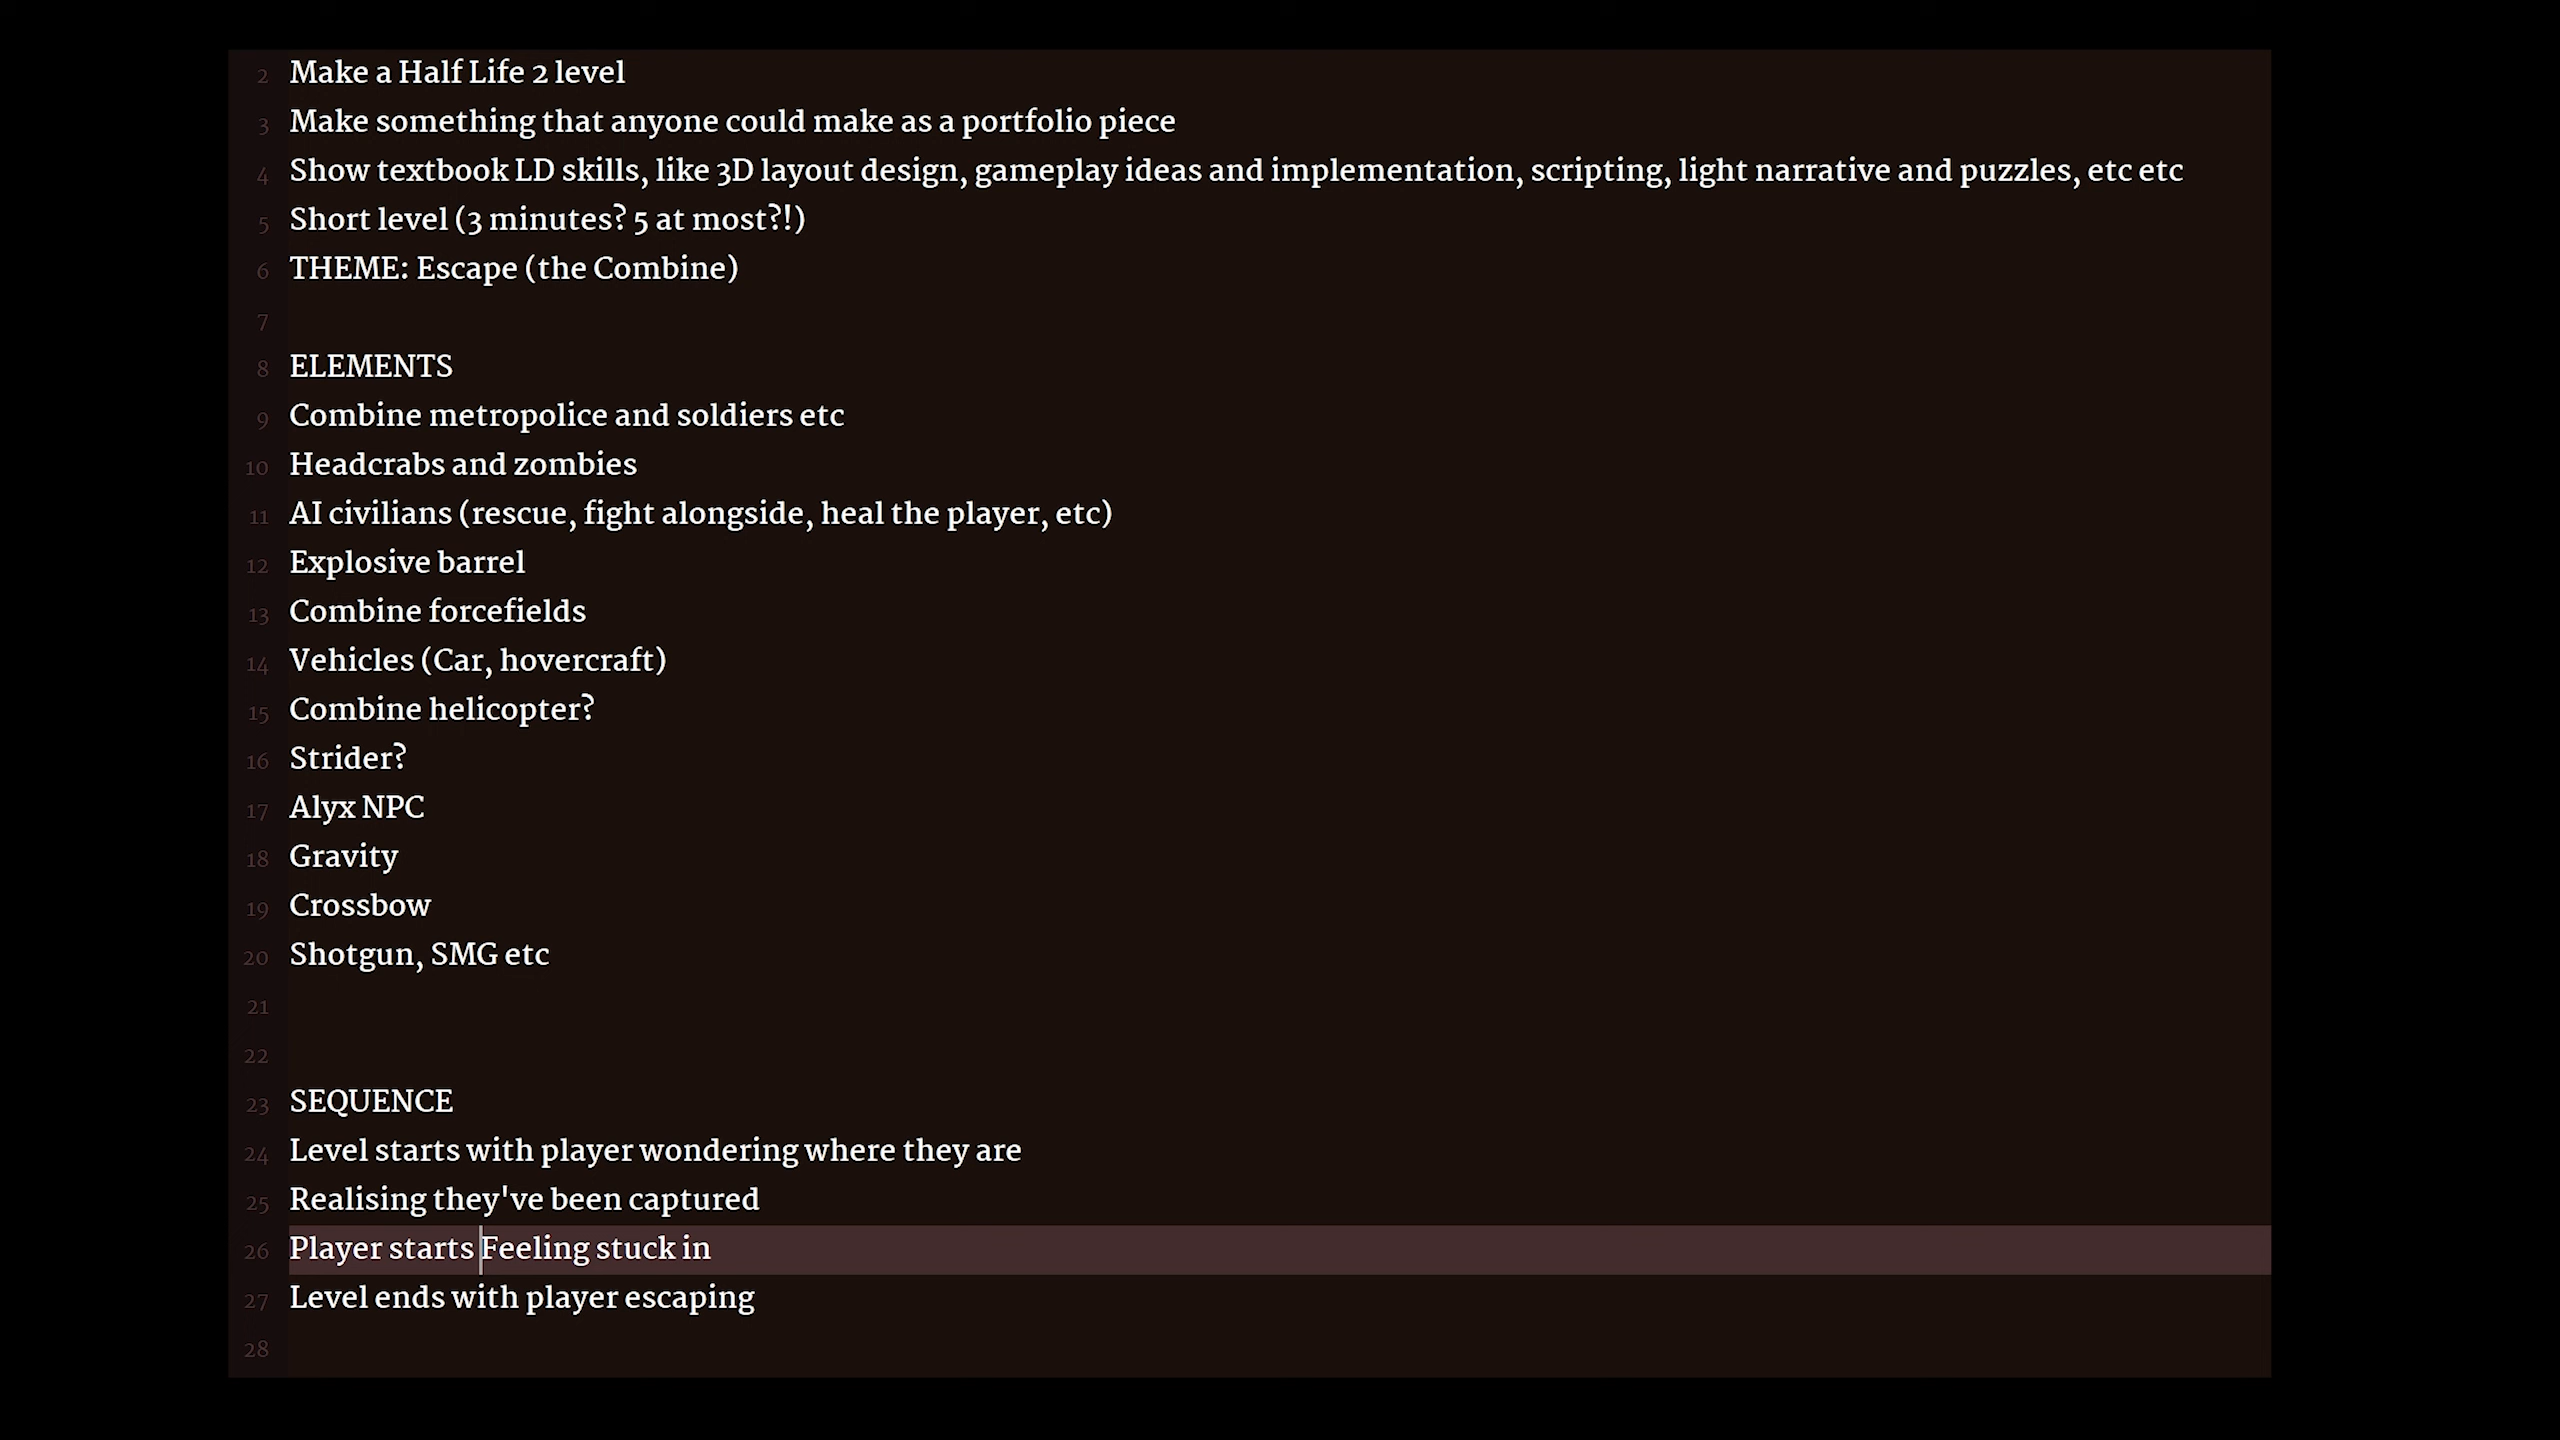 2 Make a Half Life 2 level
3 Make something that anyone could make as a portfolio piece
4 Show textbook LD skills, like 3D layout design, gameplay ideas and implementation, scripting, light narrative and puzzles, etc etc
5 Short level (3 minutes? 5 at most?!)
6 THEME: Escape (the Combine)
7
8 ELEMENTS
9 Combine metropolice and soldiers etc
10 Headcrabs and zombies
11 AI civilians (rescue, fight alongside, heal the player, etc)
12 Explosive barrel
13 Combine forcefields
14 Vehicles (Car, hovercraft)
15 Combine helicopter?
16 Strider?
17 Alyx NPC
18 Gravity
19 Crossbow
20 Shotgun, SMG etc
21
22
23 SEQUENCE
24 Level starts with player wondering where they are
25 Realising they've been captured
26 Player starts Feeling stuck in
27 Level ends with player escaping
28